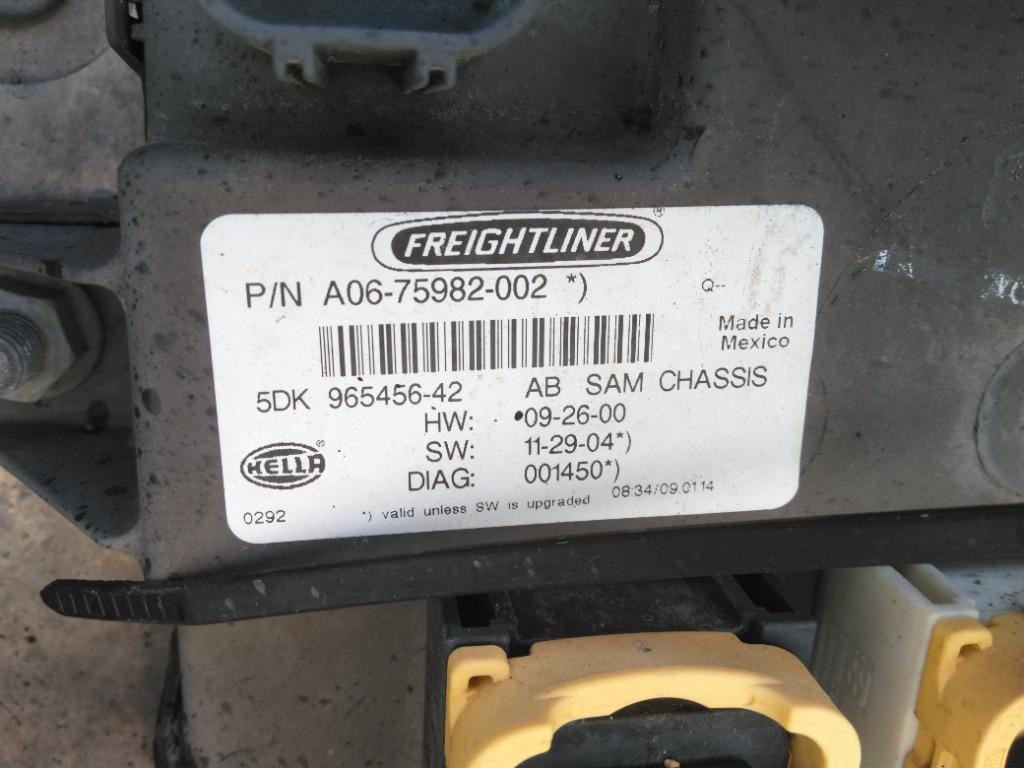 FREIGHTLINER ®
P/N A06-75982-002 *)
Q--
Made in
Mexico
5DK 965456-42 AB SAM CHASSIS
HW: 09-26-00
SW: 11-29-04*)
DIAG: 001450*)
HELLA ®
0292 *) valid unless SW is upgraded 08:34/09.01.14